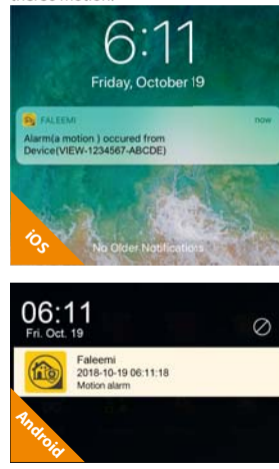 6:11
Friday, October 19
FALEEMI
now
Alarm(a motion ) occured from
Device(VIEW-1234567-ABCDE)
No Older Notifications
iOS
06:11
Fri. Oct. 19
Faleemi
2018-10-19 06:11:18
Motion alarm
Android